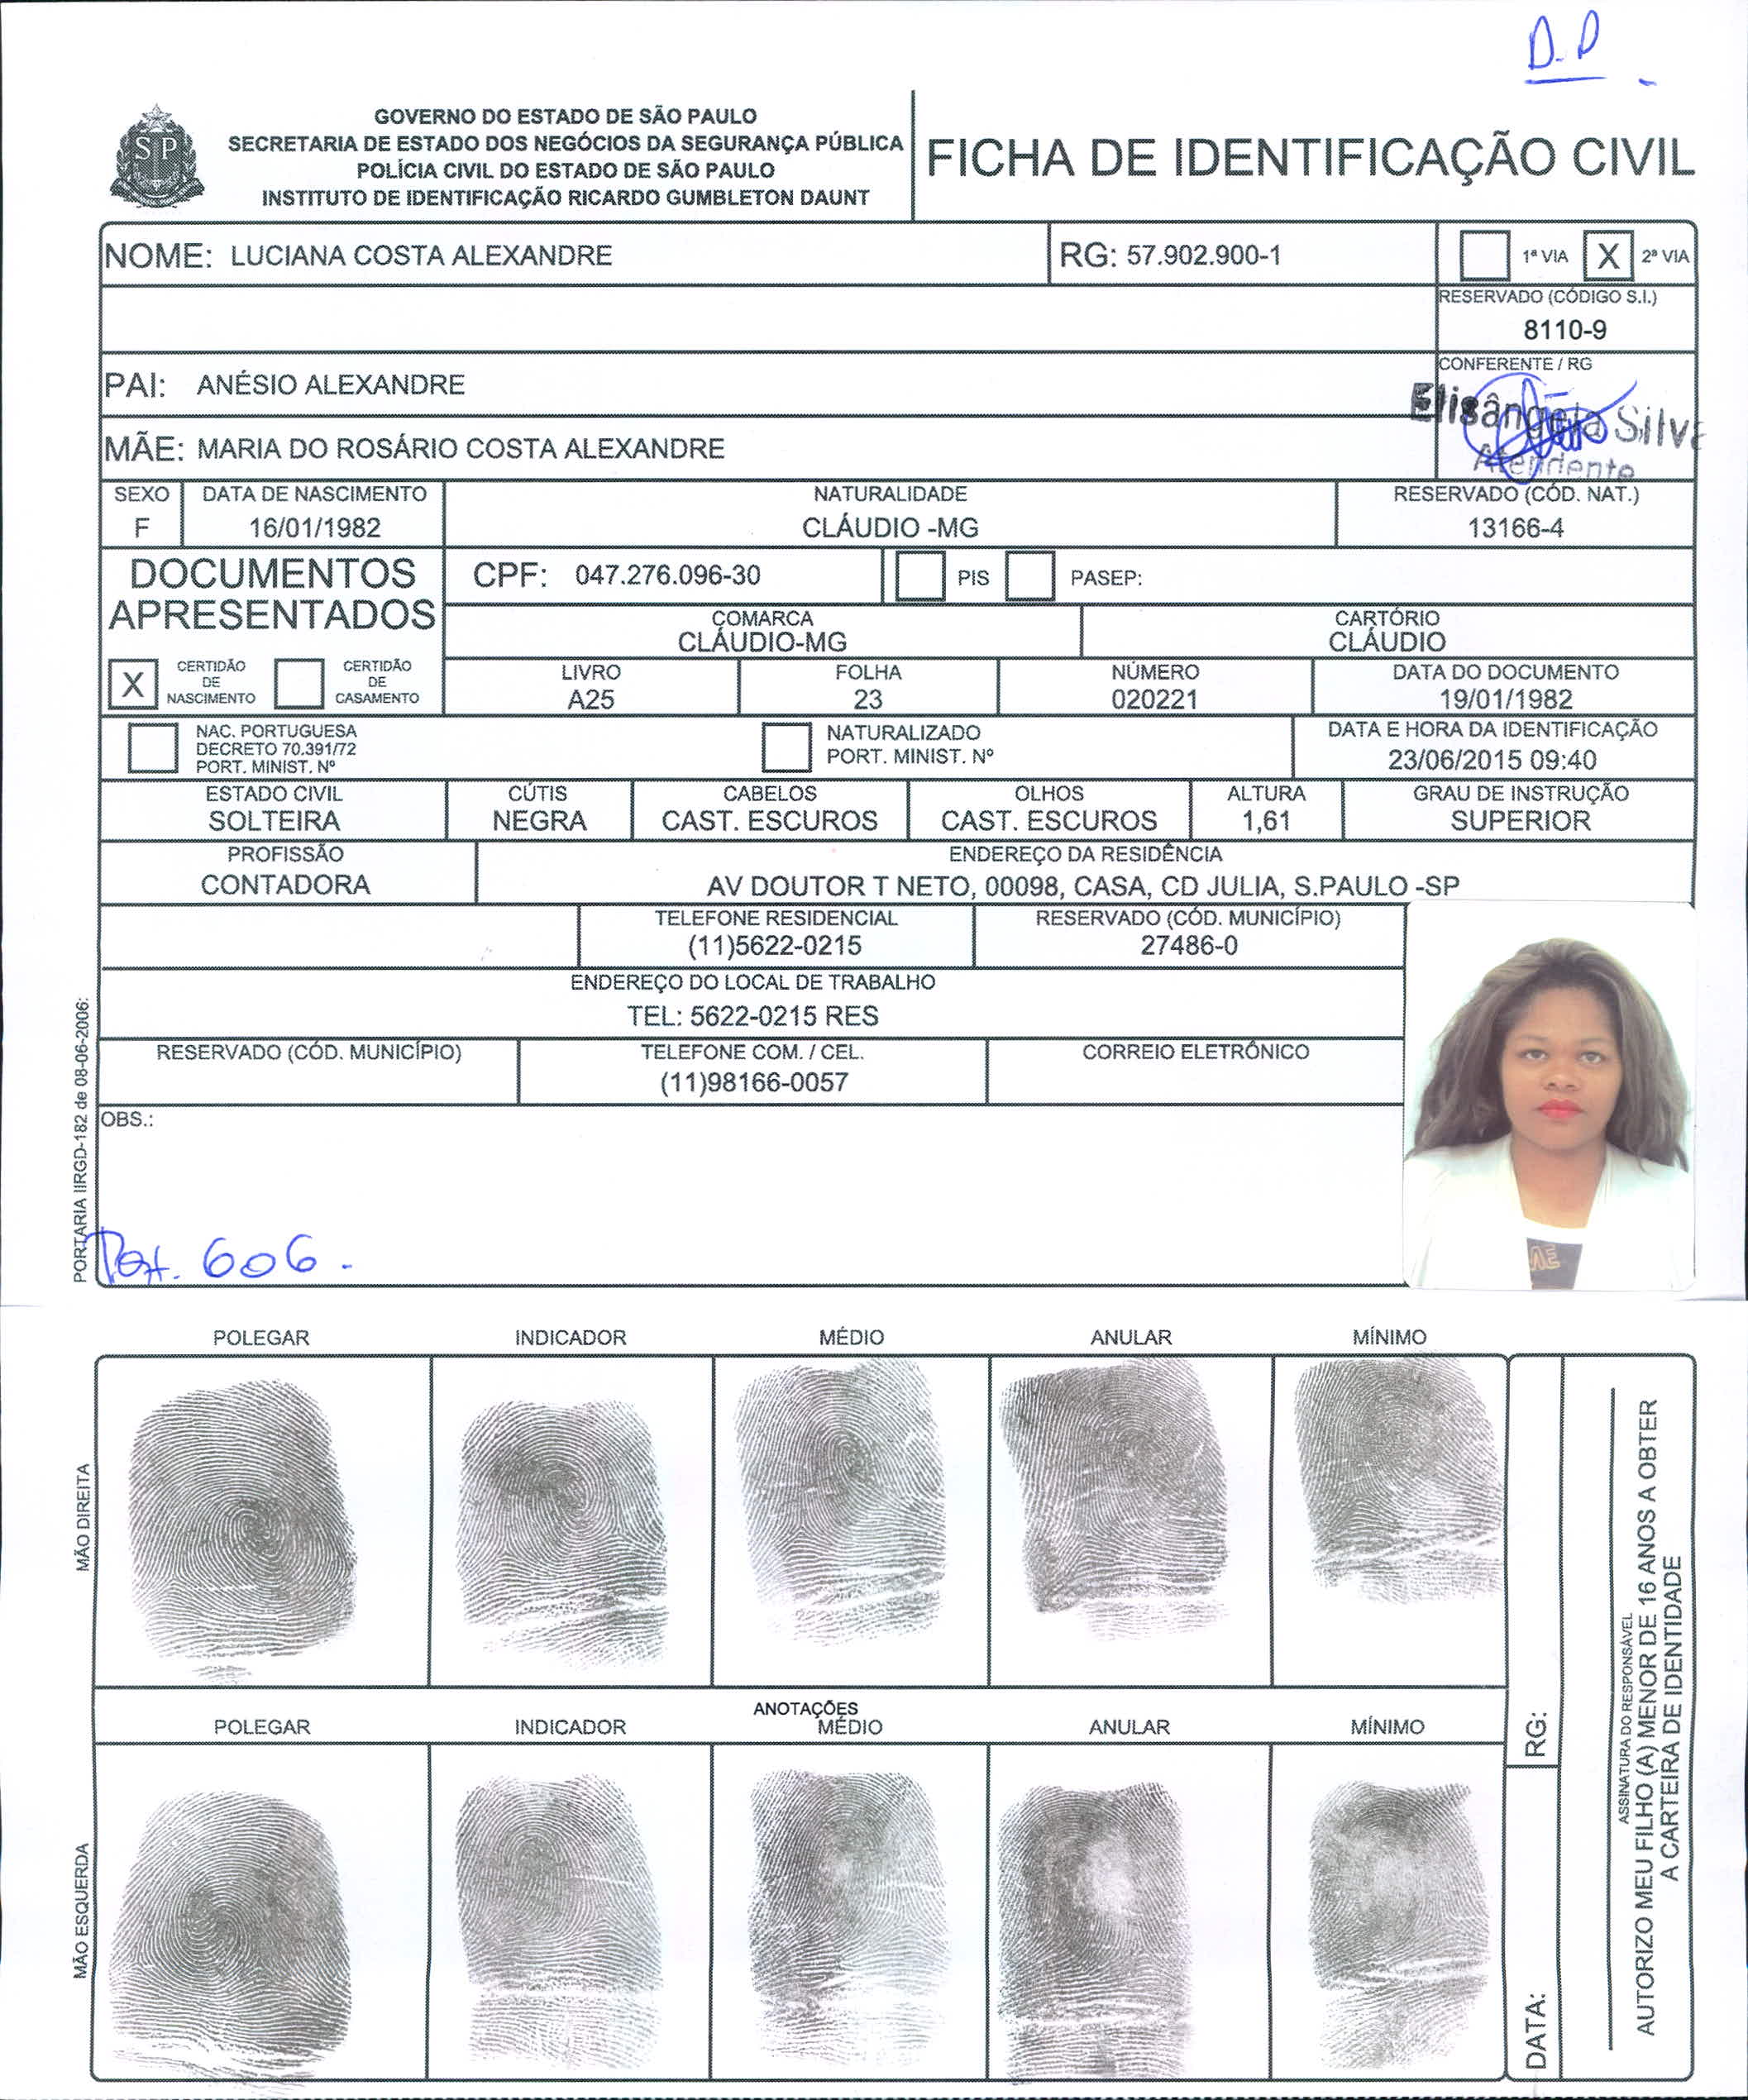 D.D
GOVERNO DO ESTADO DE SÃO PAULO
SECRETARIA DE ESTADO DOS NEGÓCIOS DA SEGURANÇA PÚBLICA
POLÍCIA CIVIL DO ESTADO DE SÃO PAULO
INSTITUTO DE IDENTIFICAÇÃO RICARDO GUMBLETON DAUNT
SP
FICHA DE IDENTIFICAÇÃO CIVIL
NOME: LUCIANA COSTA ALEXANDRE
RG: 57.902.900-1
1ª VIA X 2ª VIA
RESERVADO (CÓDIGO S.I.)
8110-9
PAI: ANÉSIO ALEXANDRE
CONFERENTE / RG
Elisângela Silva
Atendente
MÃE: MARIA DO ROSÁRIO COSTA ALEXANDRE
SEXO
F
DATA DE NASCIMENTO
16/01/1982
NATURALIDADE
CLÁUDIO -MG
RESERVADO (CÓD. NAT.)
13166-4
DOCUMENTOS
APRESENTADOS
CPF: 047.276.096-30
PIS
PASEP:
COMARCA
CLÁUDIO-MG
CARTÓRIO
CLÁUDIO
X
CERTIDÃO
DE
NASCIMENTO
CERTIDÃO
DE
CASAMENTO
LIVRO
A25
FOLHA
23
NÚMERO
020221
DATA DO DOCUMENTO
19/01/1982
NAC. PORTUGUESA
DECRETO 70.391/72
PORT. MINIST. Nº
NATURALIZADO
PORT. MINIST. Nº
DATA E HORA DA IDENTIFICAÇÃO
23/06/2015 09:40
ESTADO CIVIL
SOLTEIRA
CÚTIS
NEGRA
CABELOS
CAST. ESCUROS
OLHOS
CAST. ESCUROS
ALTURA
1,61
GRAU DE INSTRUÇÃO
SUPERIOR
PROFISSÃO
CONTADORA
ENDEREÇO DA RESIDÊNCIA
AV DOUTOR T NETO, 00098, CASA, CD JULIA, S.PAULO -SP
TELEFONE RESIDENCIAL
(11)5622-0215
RESERVADO (CÓD. MUNICÍPIO)
27486-0
ENDEREÇO DO LOCAL DE TRABALHO
TEL: 5622-0215 RES
RESERVADO (CÓD. MUNICÍPIO)
TELEFONE COM. / CEL.
(11)98166-0057
CORREIO ELETRÔNICO
OBS.:
606.
PORTARIA IIRGD-182 de 08-06-2006:
POLEGAR INDICADOR MÉDIO ANULAR MÍNIMO
MÃO DIREITA
ANOTAÇÕES
POLEGAR INDICADOR MÉDIO ANULAR MÍNIMO
MÃO ESQUERDA
RG:
DATA:
ASSINATURA DO RESPONSÁVEL
AUTORIZO MEU FILHO (A) MENOR DE 16 ANOS A OBTER
A CARTEIRA DE IDENTIDADE